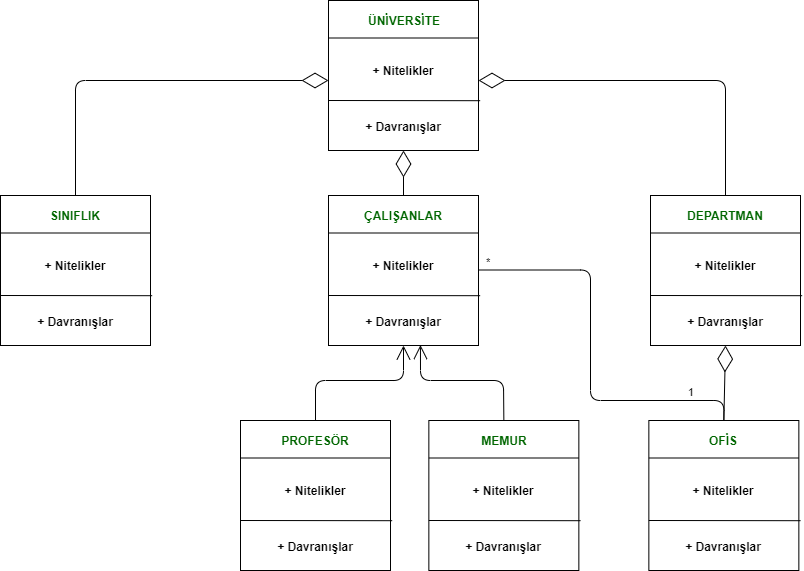 ÜNİVERSİTE
+ Nitelikler
+ Davranışlar
SINIFLIK
+ Nitelikler
+ Davranışlar
ÇALIŞANLAR
+ Nitelikler
+ Davranışlar
*
DEPARTMAN
+ Nitelikler
+ Davranışlar
1
PROFESÖR
+ Nitelikler
+ Davranışlar
MEMUR
+ Nitelikler
+ Davranışlar
OFİS
+ Nitelikler
+ Davranışlar